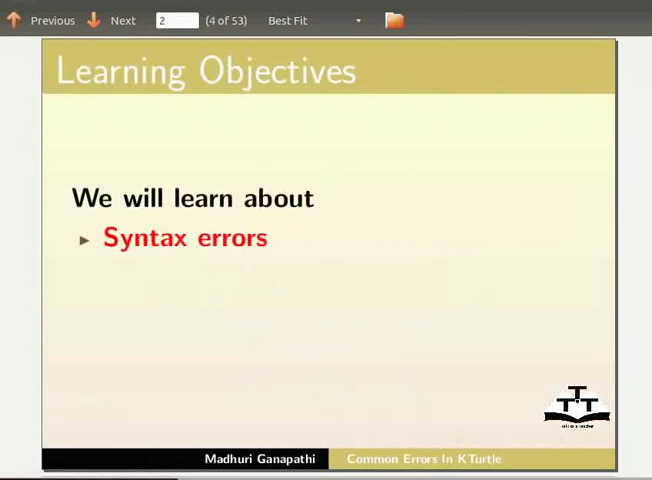 Previous Next 2 (4 of 53) Best Fit
Learning Objectives
We will learn about
Syntax errors
TTT
Madhuri Ganapathi Common Errors In KTurtle